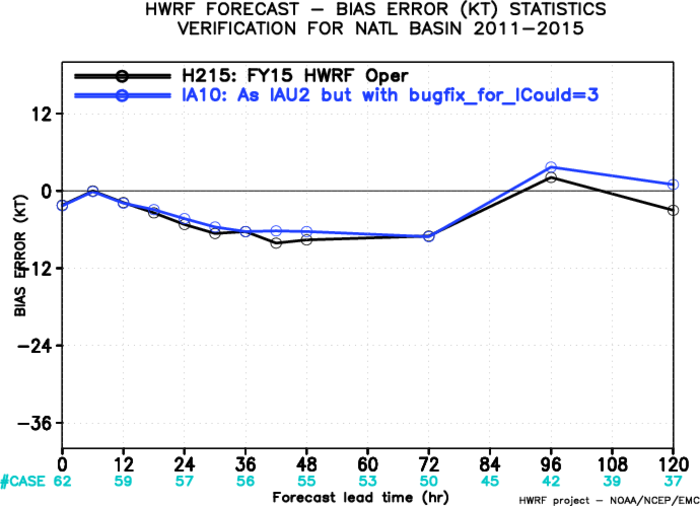 HWRF FORECAST – BIAS ERROR (KT) STATISTICS
VERIFICATION FOR NATL BASIN 2011–2015
H215: FY15 HWRF Oper
IA10: As IAU2 but with bugfix_for_ICould=3
12
0
−12
−24
−36
BIAS ERROR (KT)
0 12 24 36 48 60 72 84 96 108 120
#CASE 62 59 57 56 55 53 50 45 42 39 37
Forecast lead time (hr)
HWRF project – NOAA/NCEP/EMC